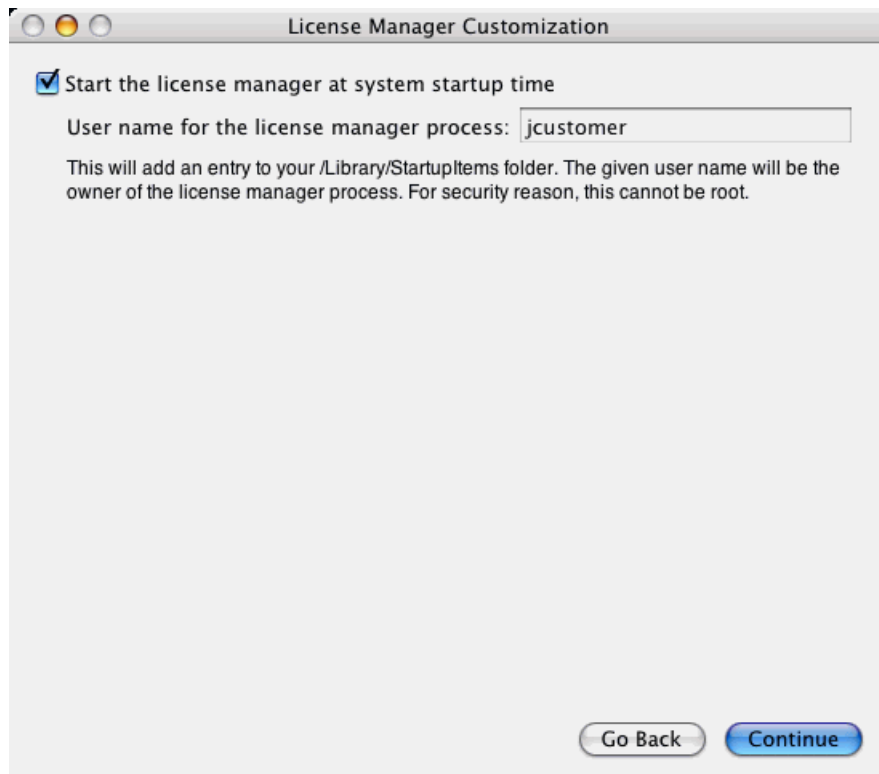 License Manager Customization
Start the license manager at system startup time
User name for the license manager process: jcustomer
This will add an entry to your /Library/StartupItems folder. The given user name will be the
owner of the license manager process. For security reason, this cannot be root.
Go Back Continue